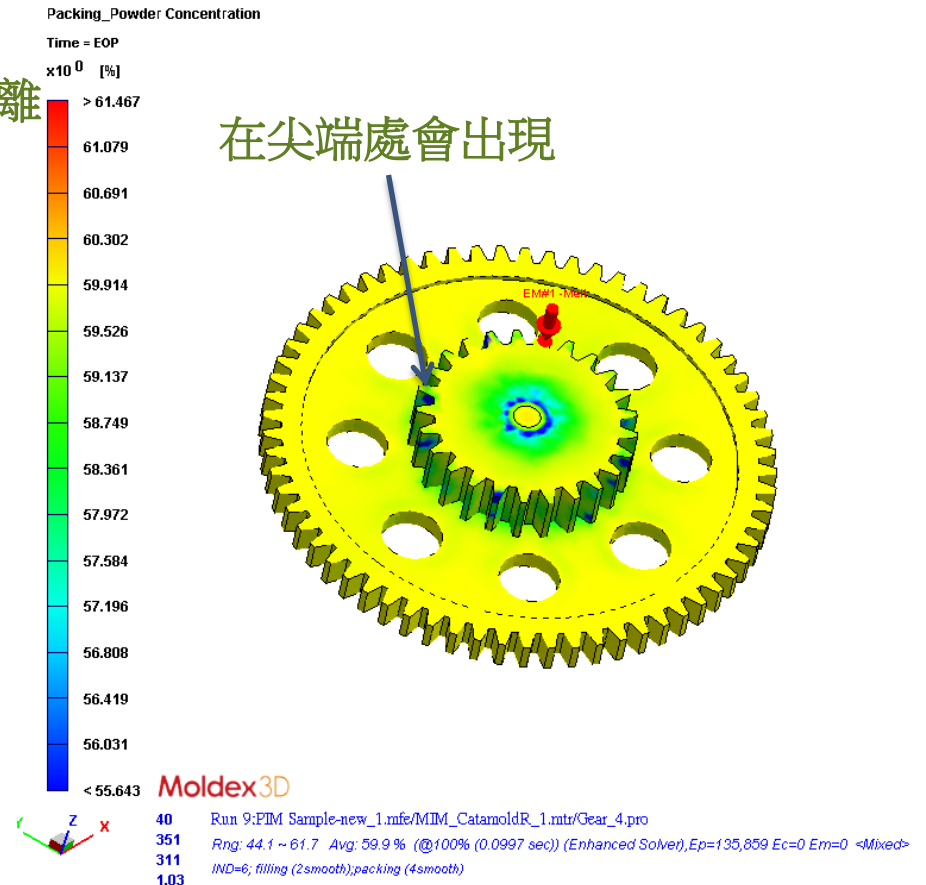 Packing_Powder Concentration
Time = EOP
x10 0 [%]
離
> 61.467
在尖端處會出現
61.079
60.691
60.302
59.914
EM#1 -Melt
59.526
59.137
58.749
58.361
57.972
57.584
57.196
56.808
56.419
56.031
< 55.643
Moldex3D
Y Z X
40 Run 9:PIM Sample-new_1.mfe/MIM_CatamoldR_1.mtr/Gear_4.pro
351 Rng: 44.1 ~ 61.7 Avg: 59.9 % (@100% (0.0997 sec)) (Enhanced Solver),Ep=135,859 Ec=0 Em=0 <Mixed>
311 IND=6; filling (2smooth);packing (4smooth)
1.03